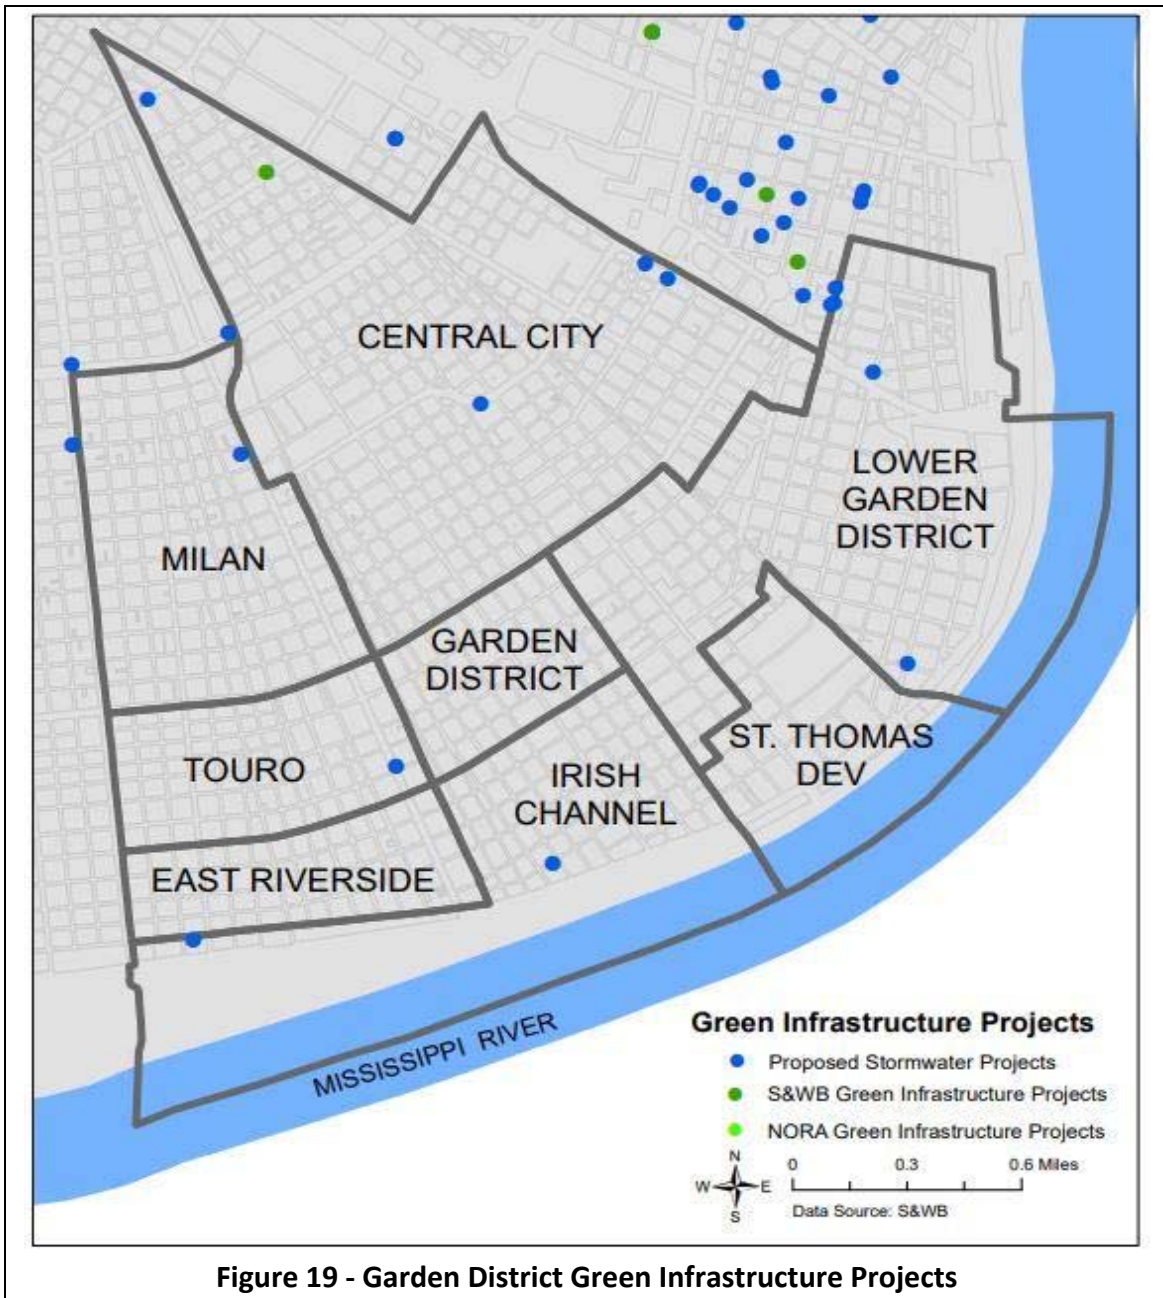 CENTRAL CITY
LOWER
GARDEN
DISTRICT
MILAN
GARDEN
DISTRICT
TOURO
ST. THOMAS
DEV
IRISH
CHANNEL
EAST RIVERSIDE
MISSISSIPPI RIVER
Green Infrastructure Projects
Proposed Stormwater Projects
S&WB Green Infrastructure Projects
NORA Green Infrastructure Projects
N
W E
S
0 0.3 0.6 Miles
Data Source: S&WB
Figure 19 - Garden District Green Infrastructure Projects